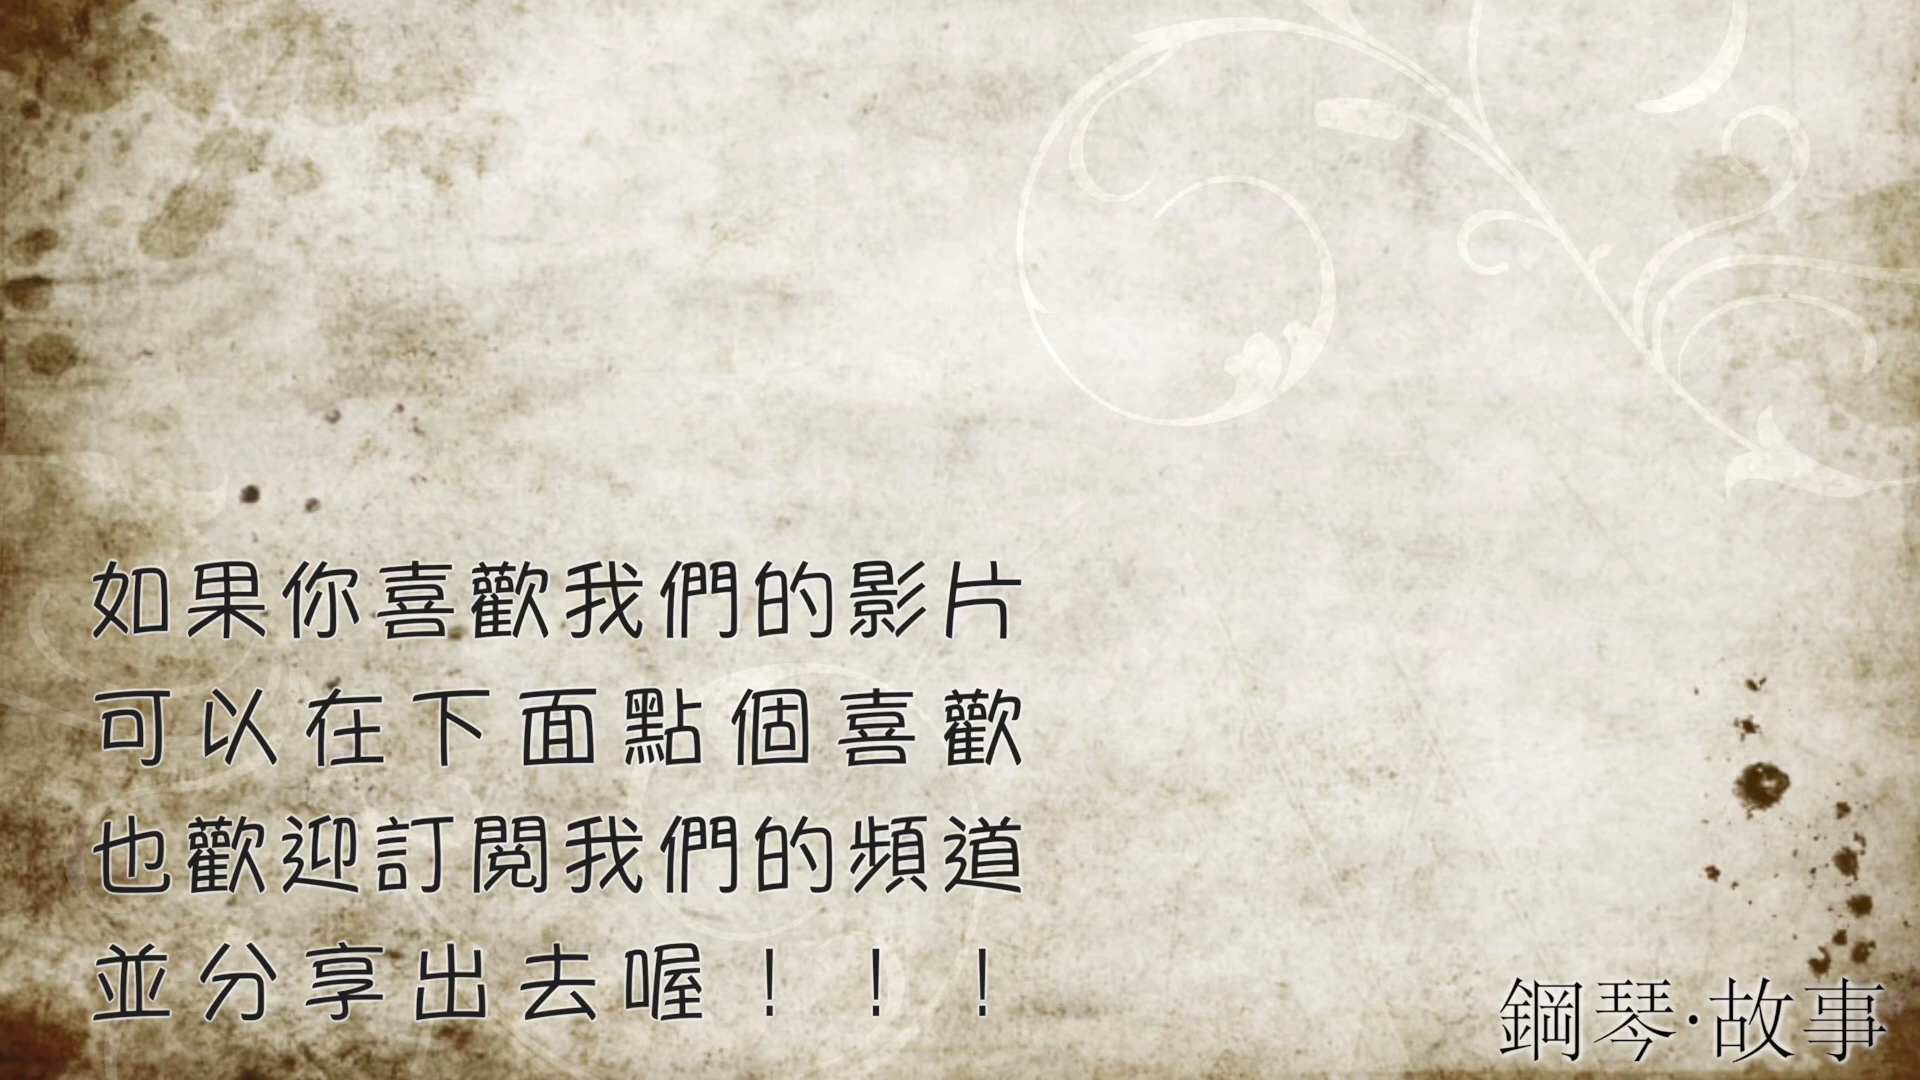 如果你喜歡我們的影片
可以在下面點個喜歡
也歡迎訂閱我們的頻道
並分享出去喔！！！
鋼琴·故事